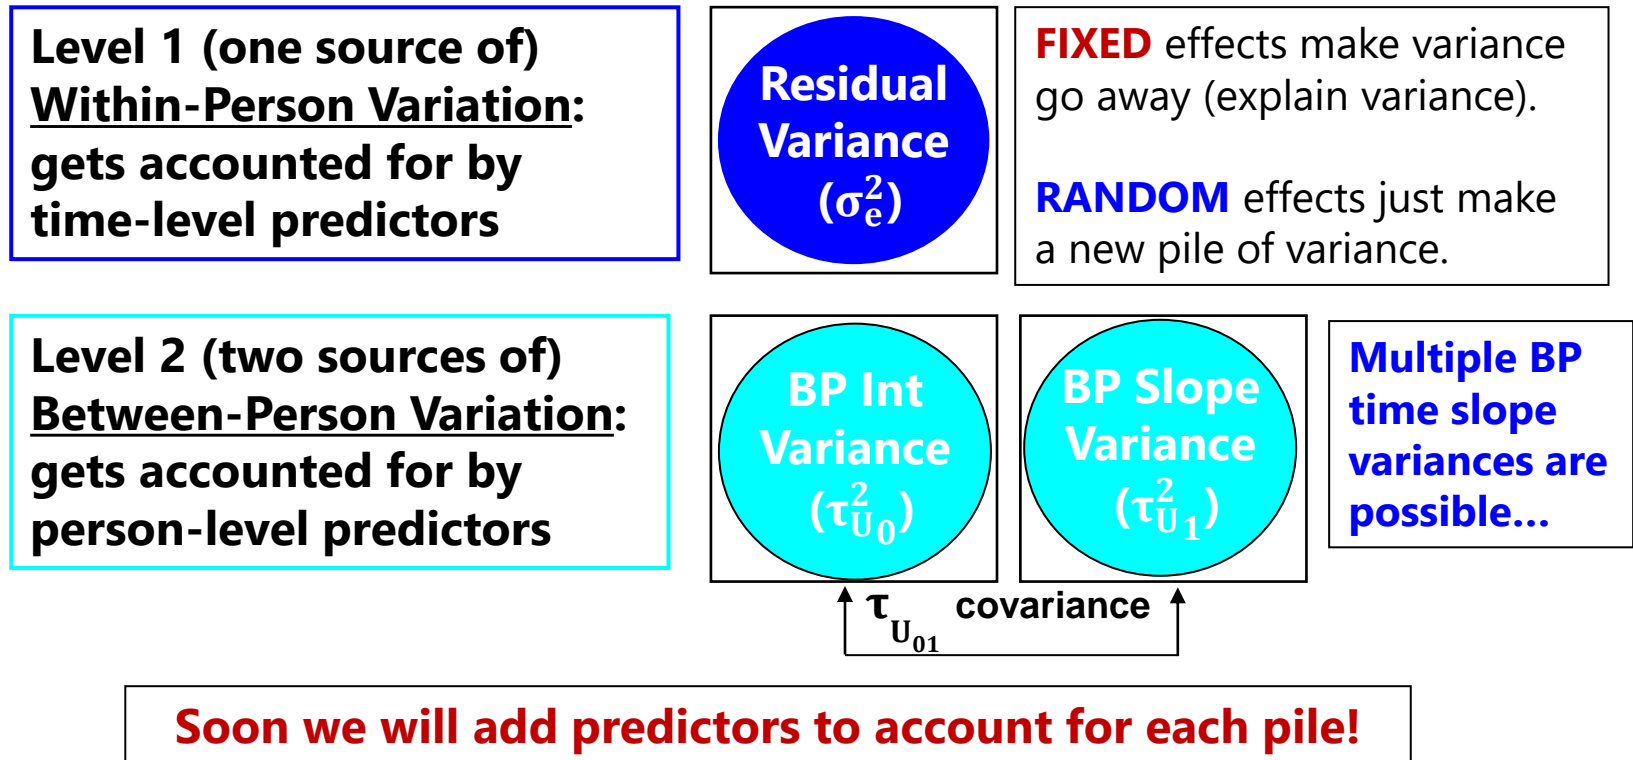 Level 1 (one source of)
Within-Person Variation:
gets accounted for by
time-level predictors
Residual
Variance
(σ²ₑ)
FIXED effects make variance
go away (explain variance).
RANDOM effects just make
a new pile of variance.
Level 2 (two sources of)
Between-Person Variation:
gets accounted for by
person-level predictors
BP Int
Variance
(τ²U₀)
BP Slope
Variance
(τ²U₁)
Multiple BP
time slope
variances are
possible…
τU₀₁ covariance
Soon we will add predictors to account for each pile!